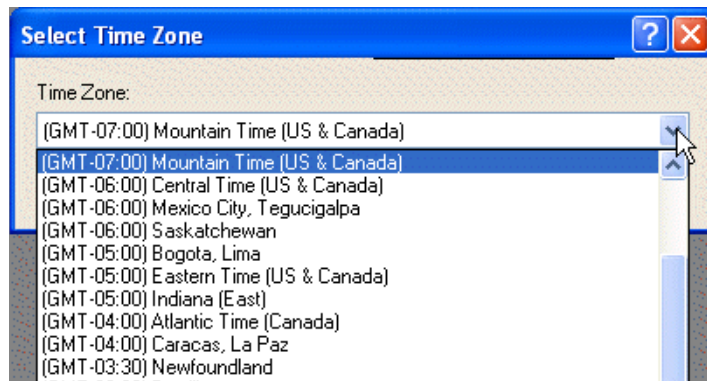 Select Time Zone
Time Zone:
(GMT-07:00) Mountain Time (US & Canada)
(GMT-07:00) Mountain Time (US & Canada)
(GMT-06:00) Central Time (US & Canada)
(GMT-06:00) Mexico City, Tegucigalpa
(GMT-06:00) Saskatchewan
(GMT-05:00) Bogota, Lima
(GMT-05:00) Eastern Time (US & Canada)
(GMT-05:00) Indiana (East)
(GMT-04:00) Atlantic Time (Canada)
(GMT-04:00) Caracas, La Paz
(GMT-03:30) Newfoundland